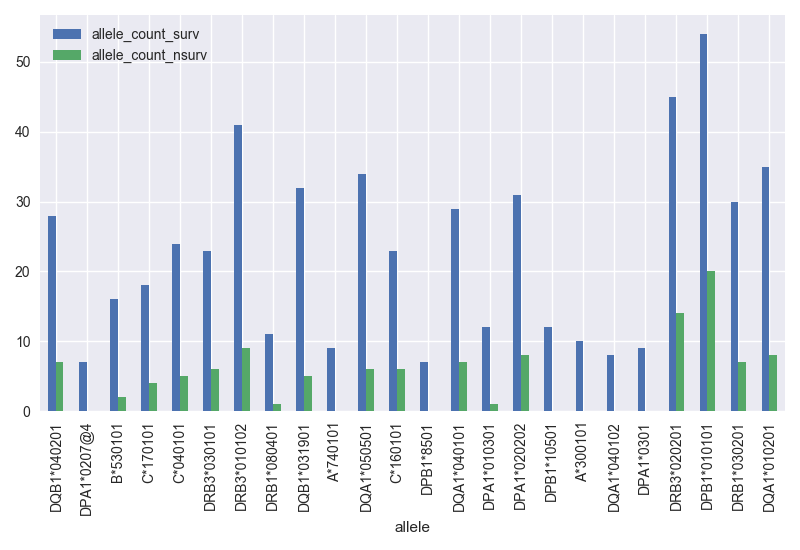 allele_count_surv
allele_count_nsurv
50
40
30
20
10
0
DQB1*040201
DPA1*0207@4
B*530101
C*170101
C*040101
DRB3*030101
DRB3*010102
DRB1*080401
DQB1*031901
A*740101
DQA1*050501
C*160101
DPB1*8501
DQA1*040101
DPA1*010301
DPA1*020202
DPB1*10501
A*300101
DQA1*040102
DPA1*0301
DRB3*020201
DPB1*010101
DRB1*030201
DQA1*010201
allele